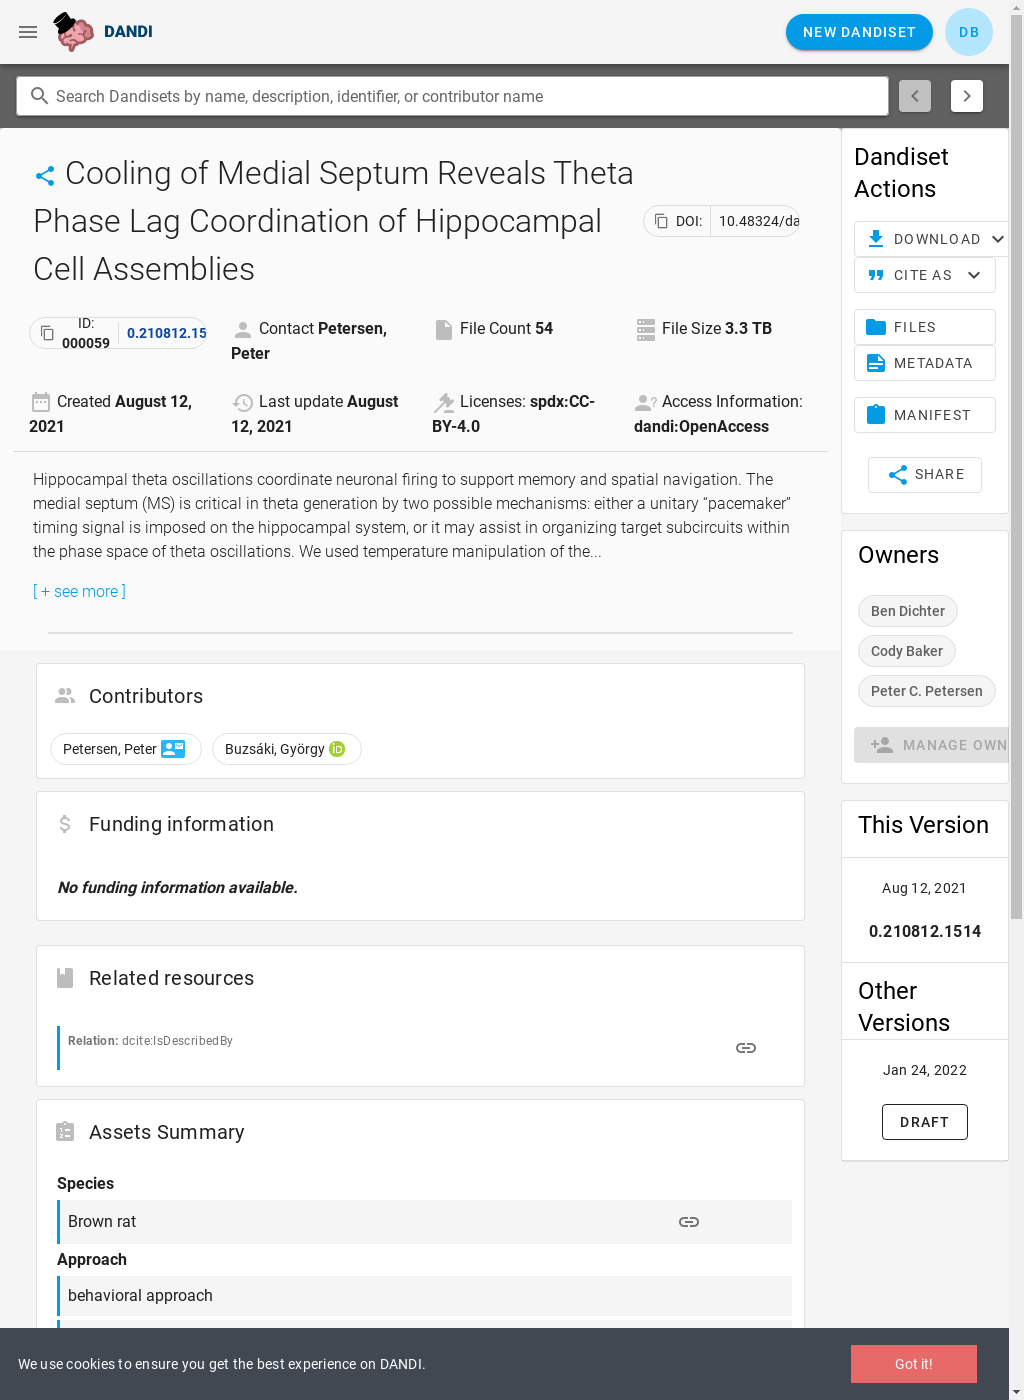 DANDI
NEW DANDISET
DB
Search Dandisets by name, description, identifier, or contributor name
Cooling of Medial Septum Reveals Theta
Phase Lag Coordination of Hippocampal
Cell Assemblies
DOI: 10.48324/da
ID:
000059
0.210812.15
Contact Petersen,
Peter
File Count 54
File Size 3.3 TB
Created August 12,
2021
Last update August
12, 2021
Licenses: spdx:CC-
BY-4.0
Access Information:
dandi:OpenAccess
Hippocampal theta oscillations coordinate neuronal firing to support memory and spatial navigation. The
medial septum (MS) is critical in theta generation by two possible mechanisms: either a unitary “pacemaker”
timing signal is imposed on the hippocampal system, or it may assist in organizing target subcircuits within
the phase space of theta oscillations. We used temperature manipulation of the...
[ + see more ]
Contributors
Petersen, Peter
Buzsáki, György iD
Funding information
No funding information available.
Related resources
Relation: dcite:IsDescribedBy
Assets Summary
Species
Brown rat
Approach
behavioral approach
Dandiset
Actions
DOWNLOAD
CITE AS
FILES
METADATA
MANIFEST
SHARE
Owners
Ben Dichter
Cody Baker
Peter C. Petersen
MANAGE OWN
This Version
Aug 12, 2021
0.210812.1514
Other
Versions
Jan 24, 2022
DRAFT
We use cookies to ensure you get the best experience on DANDI.
Got it!